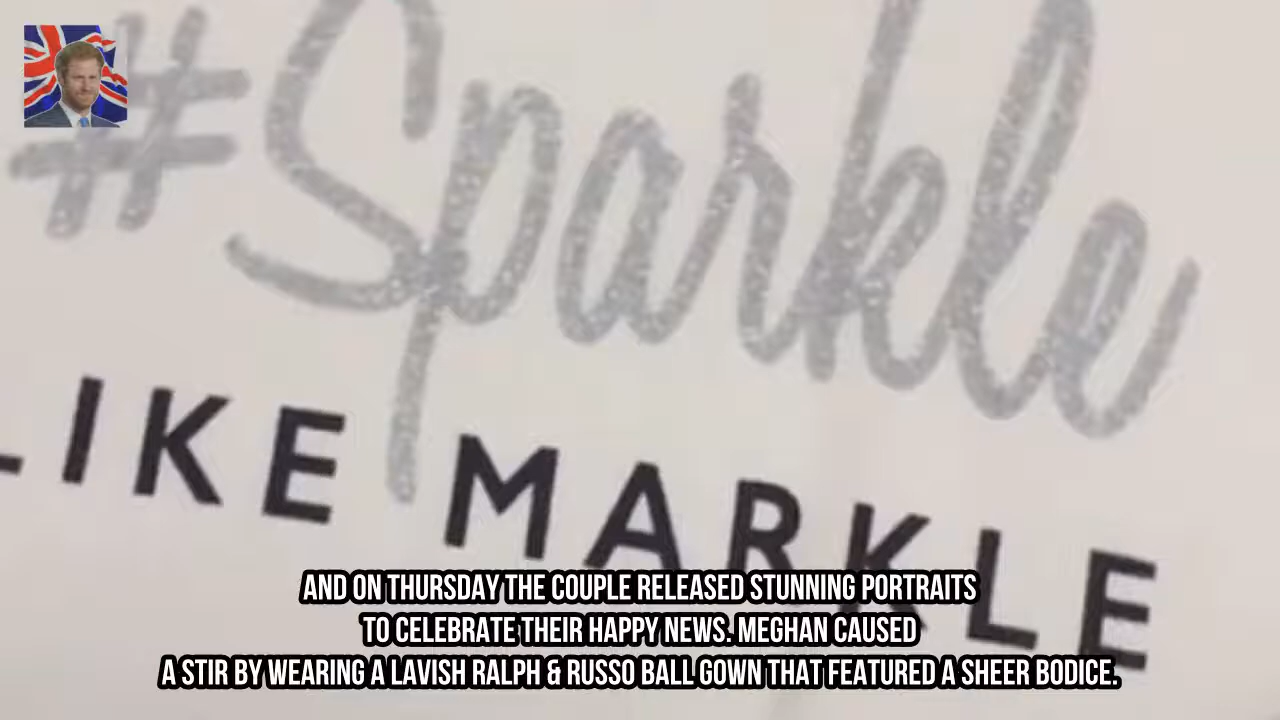 #Sparkle
LIKE MARKLE
AND ON THURSDAY THE COUPLE RELEASED STUNNING PORTRAITS
TO CELEBRATE THEIR HAPPY NEWS. MEGHAN CAUSED
A STIR BY WEARING A LAVISH RALPH & RUSSO BALL GOWN THAT FEATURED A SHEER BODICE.